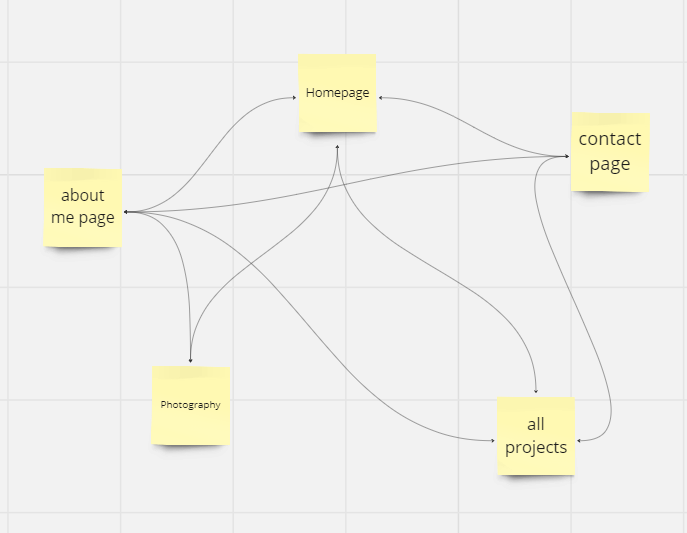 Homepage
contact
page
about
me page
Photography
all
projects